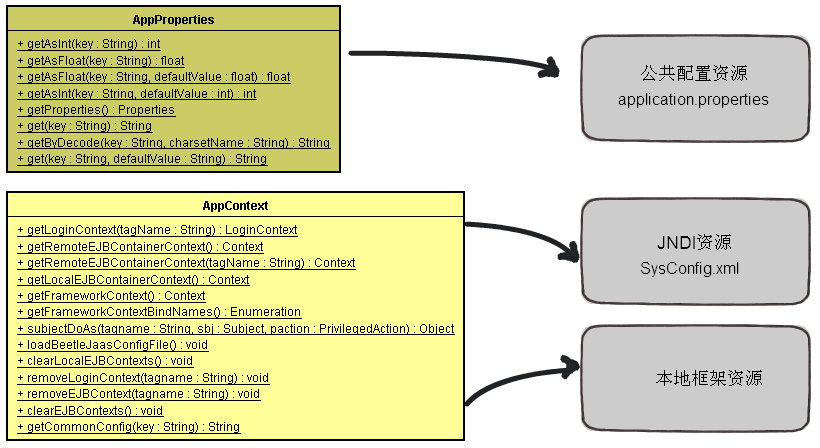 AppProperties
+ getAsInt(key : String) : int
+ getAsFloat(key : String) : float
+ getAsFloat(key : String, defaultValue : float) : float
+ getAsInt(key : String, defaultValue : int) : int
+ getProperties() : Properties
+ get(key : String) : String
+ getByDecode(key : String, charsetName : String) : String
+ get(key : String, defaultValue : String) : String
公共配置资源
application.properties
AppContext
+ getLoginContext(tagName : String) : LoginContext
+ getRemoteEJBContainerContext() : Context
+ getRemoteEJBContainerContext(tagName : String) : Context
+ getLocalEJBContainerContext() : Context
+ getFrameworkContext() : Context
+ getFrameworkContextBindNames() : Enumeration
+ subjectDoAs(tagname : String, sbj : Subject, paction : PrivilegedAction) : Object
+ loadBeetleJaasConfigFile() : void
+ clearLocalEJBContexts() : void
+ removeLoginContext(tagname : String) : void
+ removeEJBContext(tagname : String) : void
+ clearEJBContexts() : void
+ getCommonConfig(key : String) : String
JNDI资源
SysConfig.xml
本地框架资源